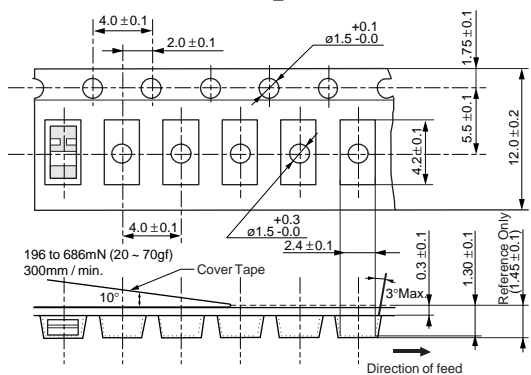 4.0±0.1
2.0±0.1
+0.1
ø1.5 -0.0
1.75±0.1
5.5±0.1
12.0±0.2
4.2±0.1
4.0±0.1
+0.3
ø1.5 -0.0
2.4±0.1
196 to 686mN (20 ~ 70gf)
300mm / min.
Cover Tape
10°
3°Max.
0.3±0.1
1.30±0.1
Reference Only
(1.45±0.1)
Direction of feed